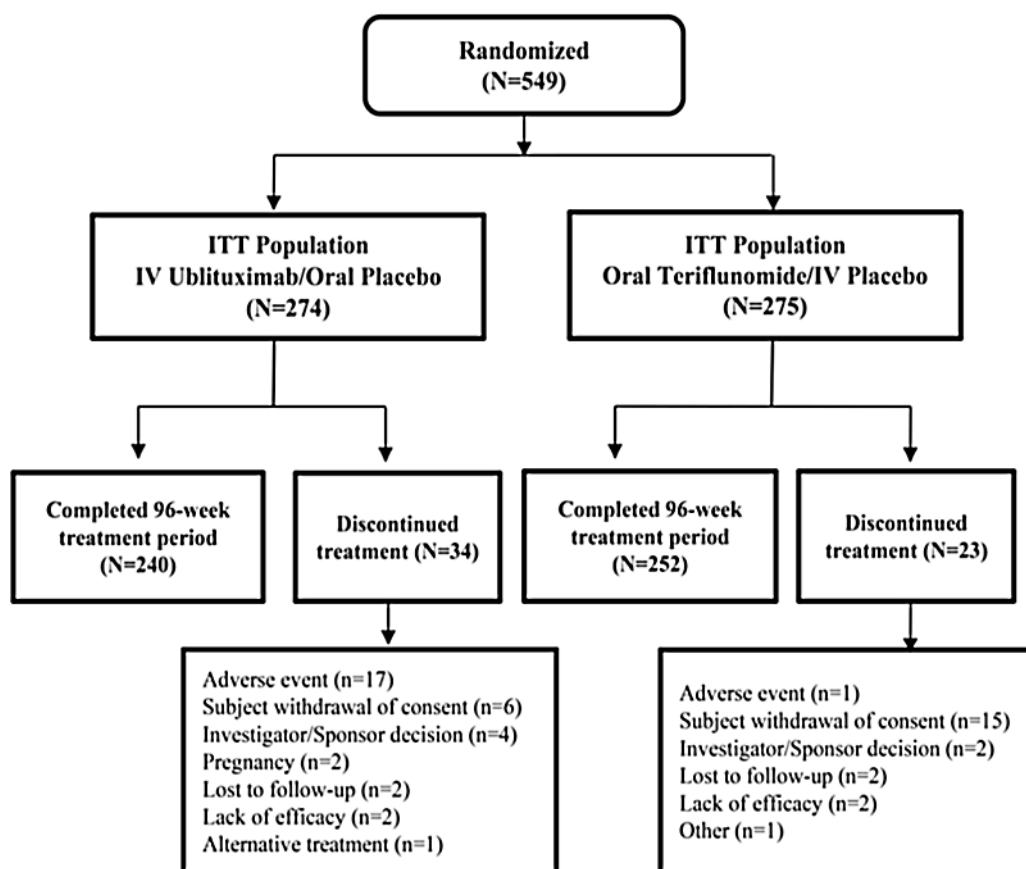 Randomized
(N=549)
ITT Population
IV Ublituximab/Oral Placebo
(N=274)
ITT Population
Oral Teriflunomide/IV Placebo
(N=275)
Completed 96-week
treatment period
(N=240)
Discontinued
treatment (N=34)
Completed 96-week
treatment period
(N=252)
Discontinued
treatment (N=23)
Adverse event (n=17)
Subject withdrawal of consent (n=6)
Investigator/Sponsor decision (n=4)
Pregnancy (n=2)
Lost to follow-up (n=2)
Lack of efficacy (n=2)
Alternative treatment (n=1)
Adverse event (n=1)
Subject withdrawal of consent (n=15)
Investigator/Sponsor decision (n=2)
Lost to follow-up (n=2)
Lack of efficacy (n=2)
Other (n=1)